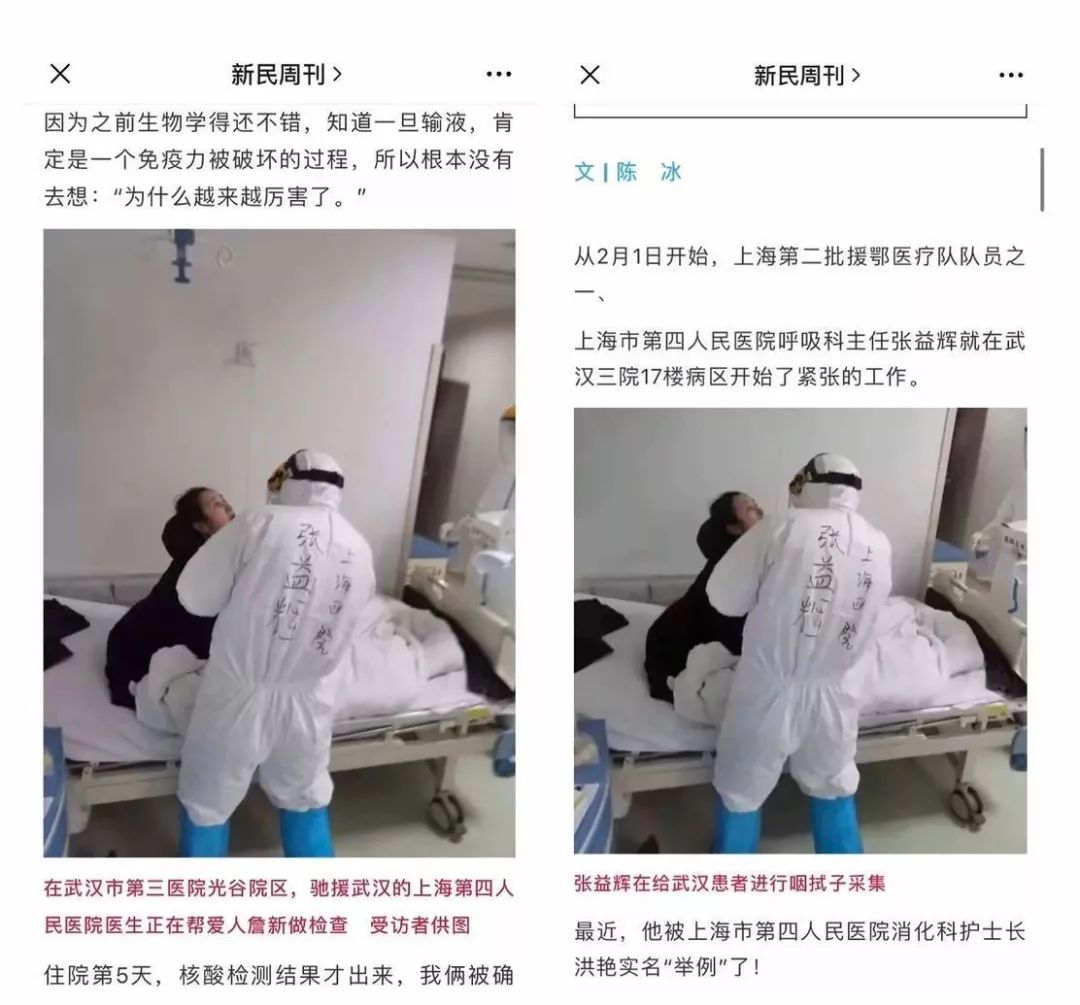 新民周刊
因为之前生物学得还不错，知道一旦输液，肯
定是一个免疫力被破坏的过程，所以根本没有
去想：“为什么越来越厉害了。”
张益辉
上海四院
在武汉市第三医院光谷院区，驰援武汉的上海第四人
民医院医生正在帮爱人詹新做检查 受访者供图
住院第5天，核酸检测结果才出来，我俩被确
新民周刊
文 | 陈 冰
从2月1日开始，上海第二批援鄂医疗队队员之
一、
上海市第四人民医院呼吸科主任张益辉就在武
汉三院17楼病区开始了紧张的工作。
张益辉
上海四院
张益辉在给武汉患者进行咽拭子采集
最近，他被上海市第四人民医院消化科护士长
洪艳实名“举例”了！